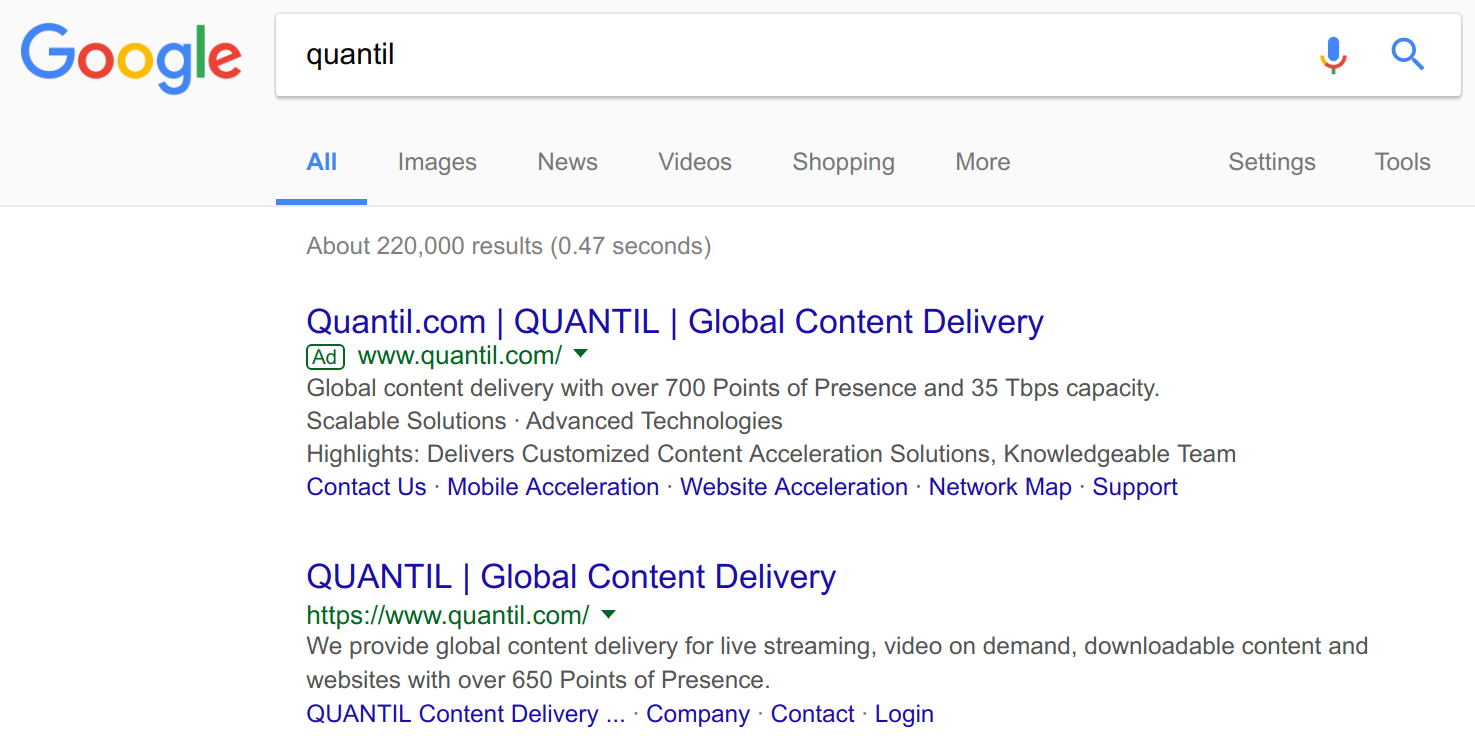 Google quantil
All Images News Videos Shopping More Settings Tools
About 220,000 results (0.47 seconds)
Quantil.com | QUANTIL | Global Content Delivery
Ad www.quantil.com/
Global content delivery with over 700 Points of Presence and 35 Tbps capacity.
Scalable Solutions · Advanced Technologies
Highlights: Delivers Customized Content Acceleration Solutions, Knowledgeable Team
Contact Us · Mobile Acceleration · Website Acceleration · Network Map · Support
QUANTIL | Global Content Delivery
https://www.quantil.com/
We provide global content delivery for live streaming, video on demand, downloadable content and
websites with over 650 Points of Presence.
QUANTIL Content Delivery ... · Company · Contact · Login